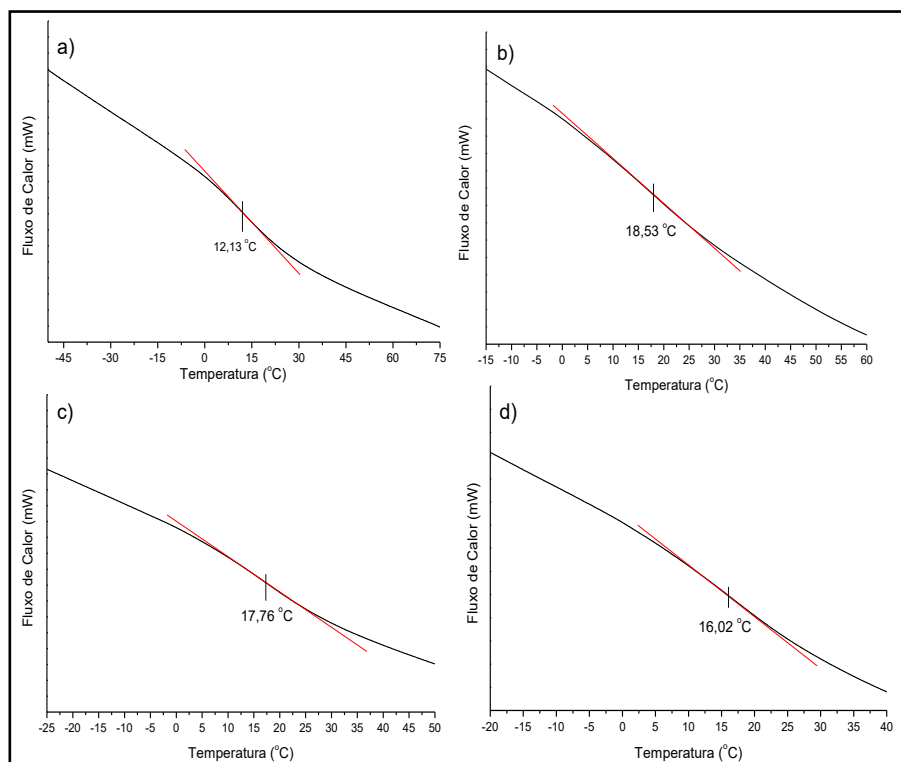 a)
Fluxo de Calor (mW)
12,13 °C
-45 -30 -15 0 15 30 45 60 75
Temperatura (°C)
b)
Fluxo de Calor (mW)
18,53 °C
-15 -10 -5 0 5 10 15 20 25 30 35 40 45 50 55 60
Temperatura (°C)
c)
Fluxo de Calor (mW)
17,76 °C
-25 -20 -15 -10 -5 0 5 10 15 20 25 30 35 40 45 50
Temperatura (°C)
d)
Fluxo de Calor (mW)
16,02 °C
-20 -15 -10 -5 0 5 10 15 20 25 30 35 40
Temperatura (°C)